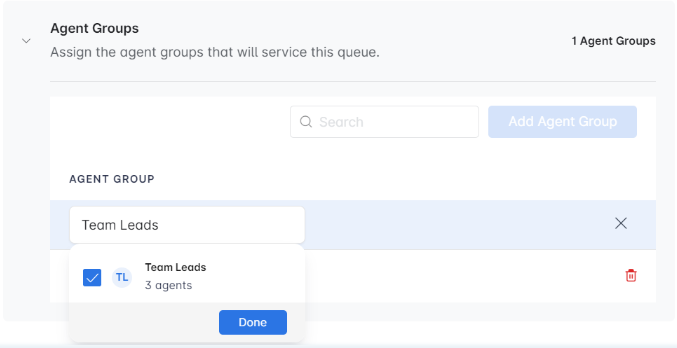 Agent Groups
Assign the agent groups that will service this queue.
1 Agent Groups
Search
Add Agent Group
AGENT GROUP
Team Leads
TL
Team Leads
3 agents
Done